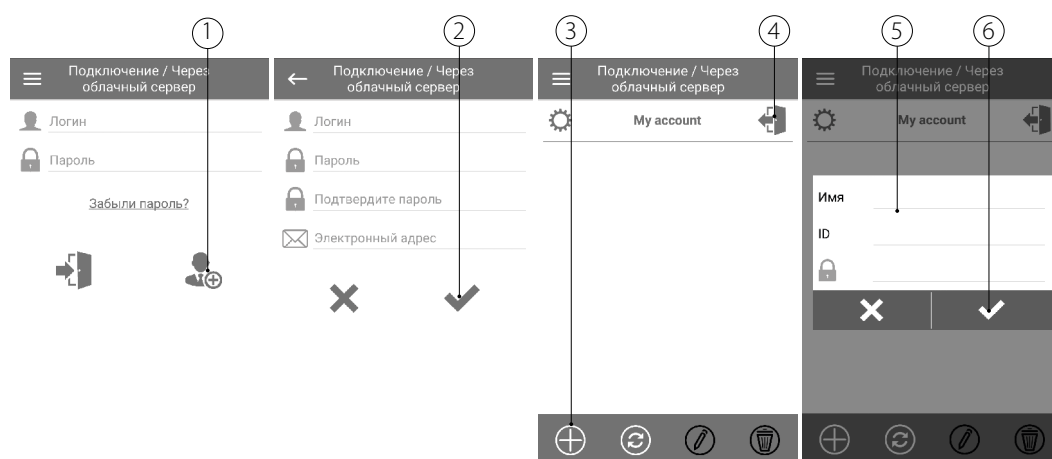 1
2
3
4
5
6
Подключение / Через
облачный сервер
Логин
Пароль
Забыли пароль?
Подключение / Через
облачный сервер
Логин
Пароль
Подтвердите пароль
Электронный адрес
Подключение / Через
облачный сервер
My account
Подключение / Через
облачный сервер
My account
Имя
ID